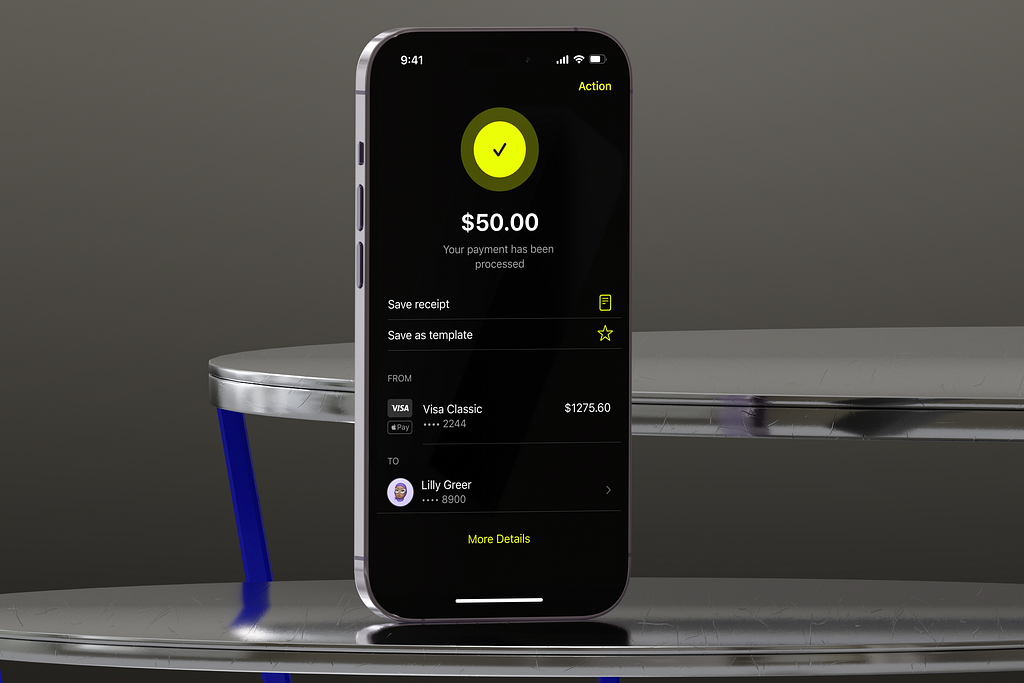 9:41
Action
$50.00
Your payment has been
processed
Save receipt
Save as template
FROM
VISA
Visa Classic
$1275.60
Pay
•••• 2244
TO
Lilly Greer
•••• 8900
More Details